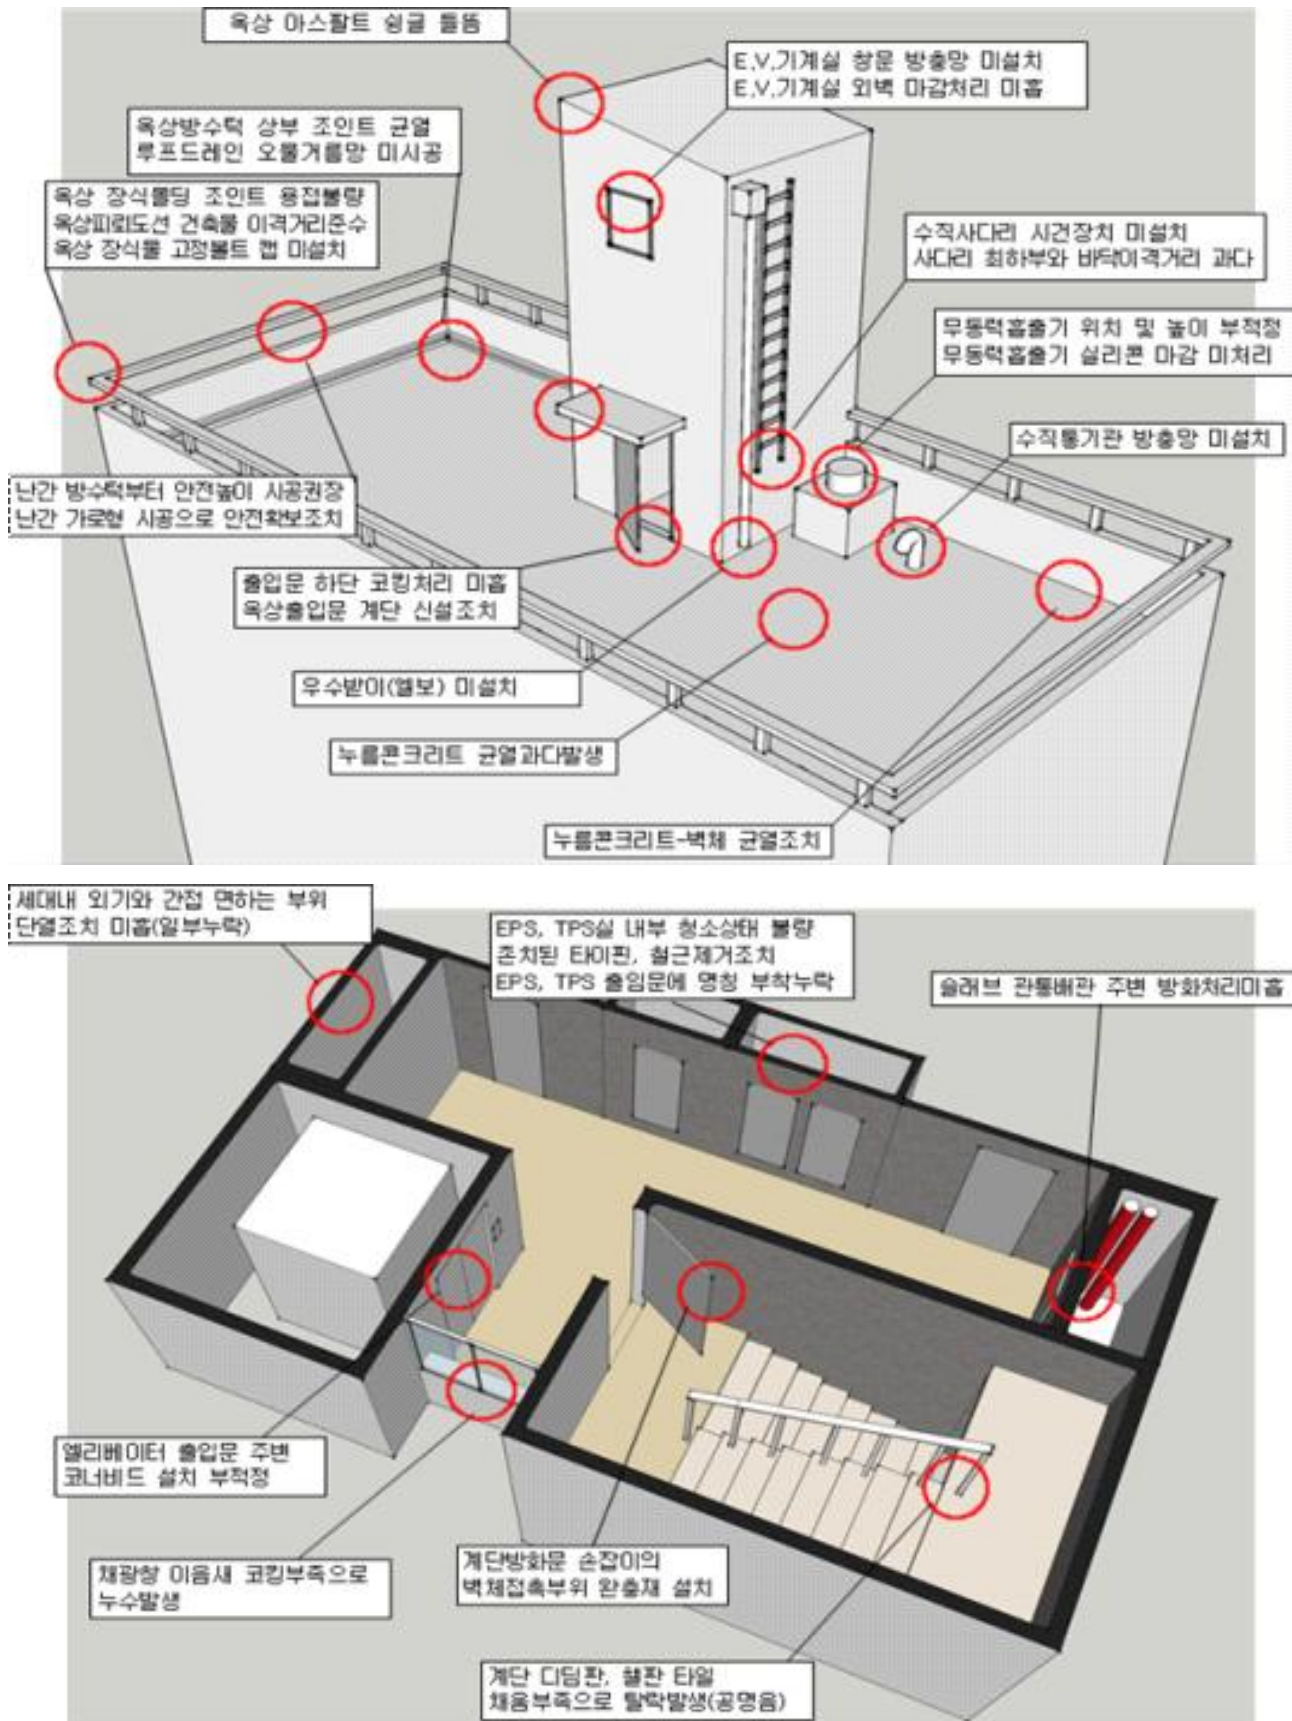 옥상 아스팔트 슁글 들뜸
E.V.기계실 창문 방충망 미설치
E.V.기계실 외벽 마감처리 미흡
옥상방수턱 상부 조인트 균열
루프드레인 오물거름망 미시공
옥상 장식몰딩 조인트 용접불량
옥상피뢰도선 건축물 이격거리준수
옥상 장식물 고정볼트 캡 미설치
수직사다리 시건장치 미설치
사다리 최하부와 바닥이격거리 과다
무동력흡출기 위치 및 높이 부적정
무동력흡출기 실리콘 마감 미처리
수직통기관 방충망 미설치
난간 방수턱부터 안전높이 시공권장
난간 가로형 시공으로 안전확보조치
출입문 하단 코킹처리 미흡
옥상출입문 계단 신설조치
우수받이(엘보) 미설치
누름콘크리트 균열과다발생
누름콘크리트-벽체 균열조치
세대내 외기와 간접 면하는 부위
단열조치 미흡(일부누락)
EPS, TPS실 내부 청소상태 불량
존치된 타이핀, 철근제거조치
EPS, TPS 출입문에 명칭 부착누락
슬래브 관통배관 주변 방화처리미흡
엘리베이터 출입문 주변
코너비드 설치 부적정
채광창 이음새 코킹부족으로
누수발생
계단방화문 손잡이의
벽체접촉부위 완충재 설치
계단 디딤판, 챌판 타일
채움부족으로 탈락발생(공명음)